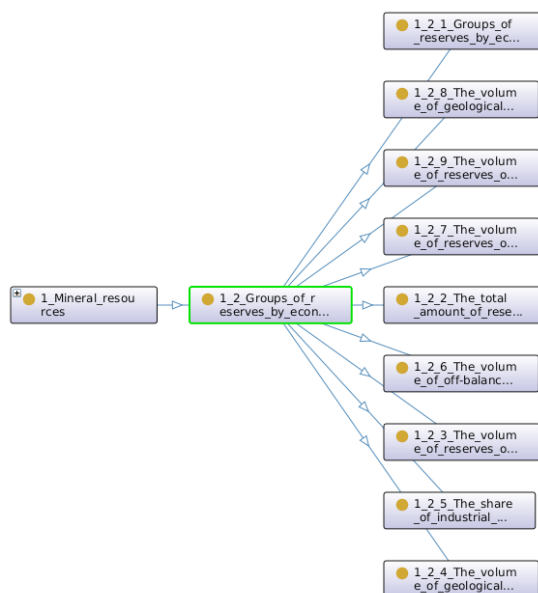 1_2_1_Groups_of
_reserves_by_ec...
1_2_8_The_volum
e_of_geological...
1_2_9_The_volum
e_of_reserves_o...
1_2_7_The_volum
e_of_reserves_o...
1_Mineral_resou
rces
1_2_Groups_of_r
eserves_by_econ...
1_2_2_The_total
_amount_of_rese...
1_2_6_The_volum
e_of_off-balanc...
1_2_3_The_volum
e_of_reserves_o...
1_2_5_The_share
_of_industrial_...
1_2_4_The_volum
e_of_geological...